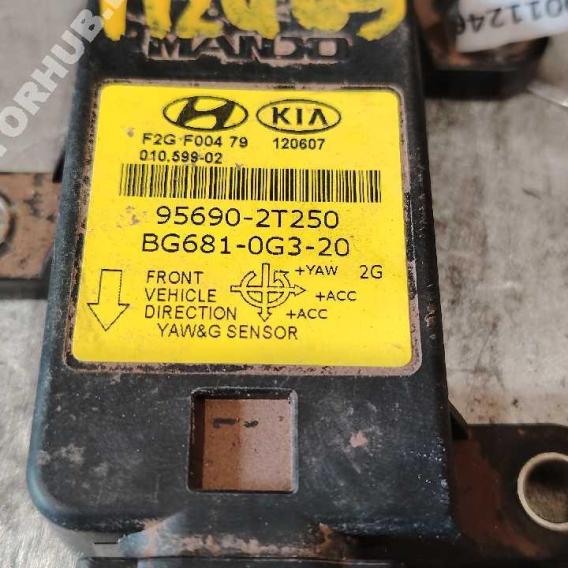 MANDO
KIA
F2G F004 79 120607
010.599-02
95690-2T250
BG681-0G3-20
+YAW 2G
FRONT
VEHICLE +ACC
DIRECTION +ACC
YAW&G SENSOR
0011246